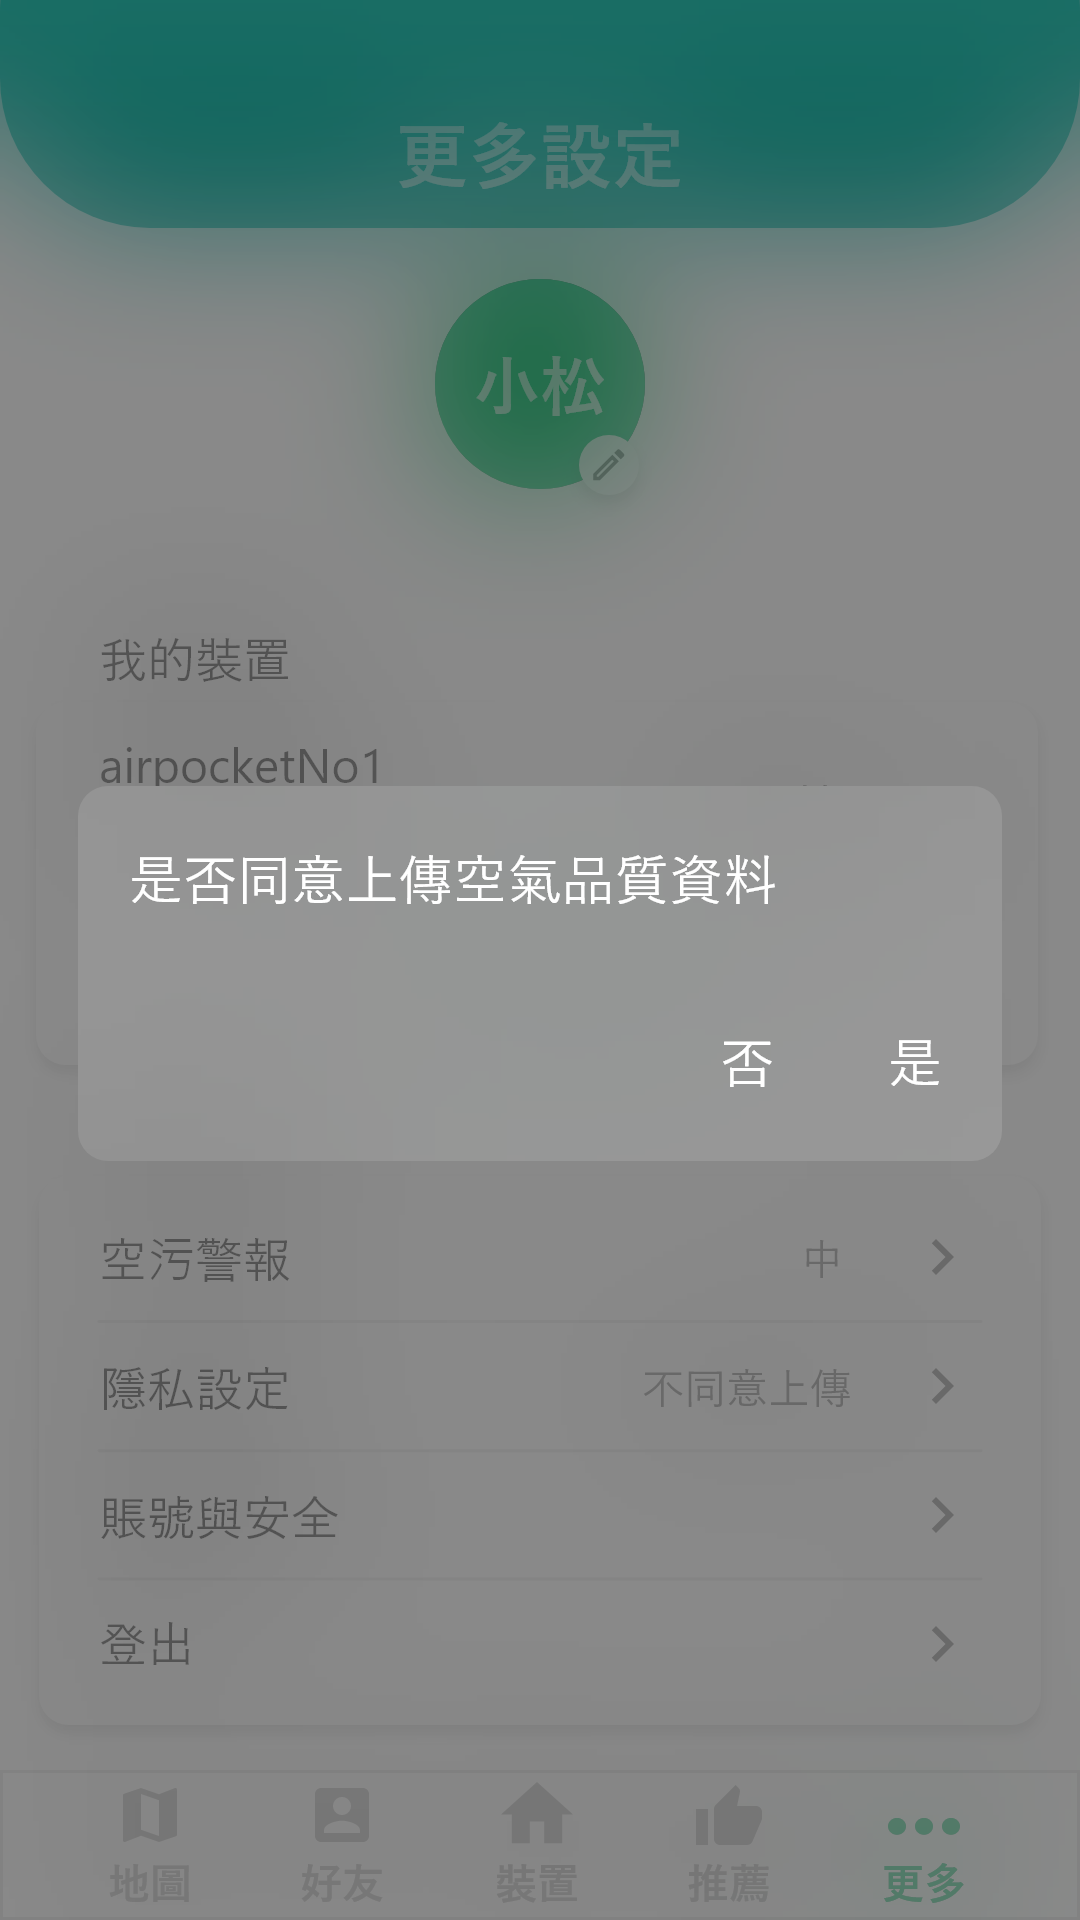 更多設定
小松
我的裝置
airpocketNo1
是否同意上傳空氣品質資料
否 是
空污警報 中
隱私設定 不同意上傳
賬號與安全
登出
地圖 好友 裝置 推薦 更多